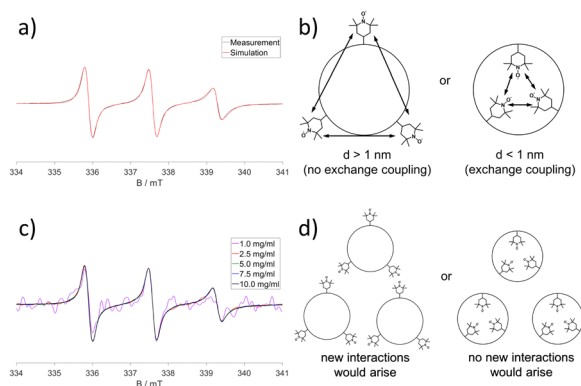 a)
Measurement
Simulation
334 335 336 337 338 339 340 341
B / mT
b)
or
d > 1 nm
(no exchange coupling)
d < 1 nm
(exchange coupling)
c)
1.0 mg/ml
2.5 mg/ml
5.0 mg/ml
7.5 mg/ml
10.0 mg/ml
334 335 336 337 338 339 340 341
B / mT
d)
or
new interactions
would arise
no new interactions
would arise